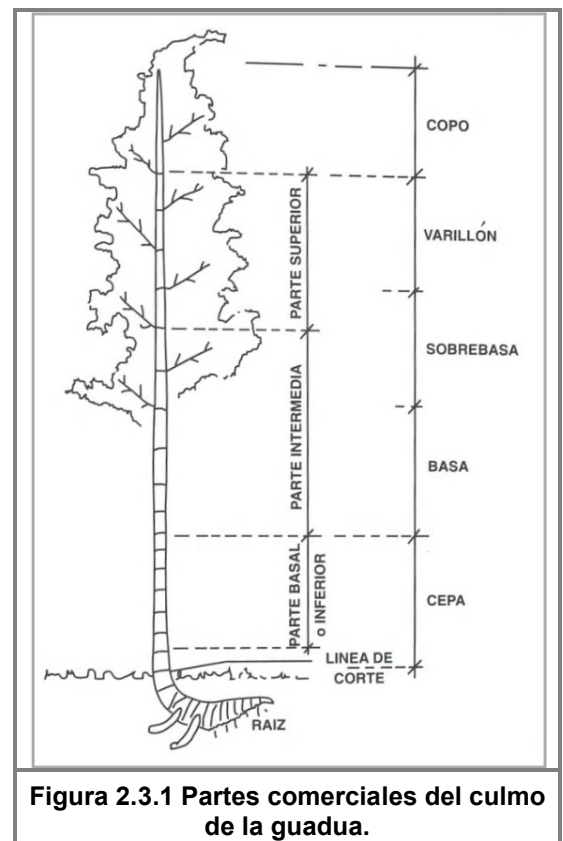 COPO
VARILLÓN
SOBREBASA
BASA
CEPA
PARTE SUPERIOR
PARTE INTERMEDIA
PARTE BASAL
o INFERIOR
LINEA DE
CORTE
RAIZ
Figura 2.3.1 Partes comerciales del culmo
de la guadua.